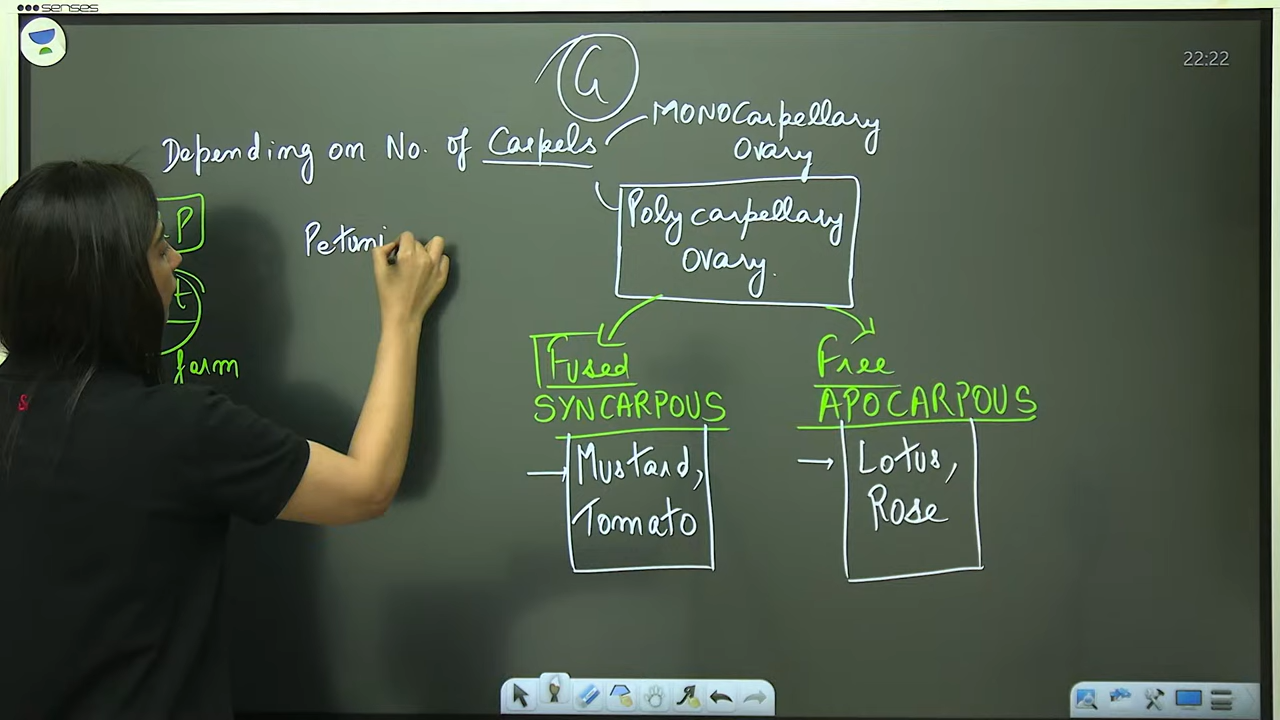 senses
22:22
G
Depending on No. of Carpels
MONOCarpellary
Ovary
P
Petuni
Polycarpellary
Ovary.
t
form
Fused
SYNCARPOUS
Free
APOCARPOUS
Mustard,
Tomato
Lotus,
Rose
S